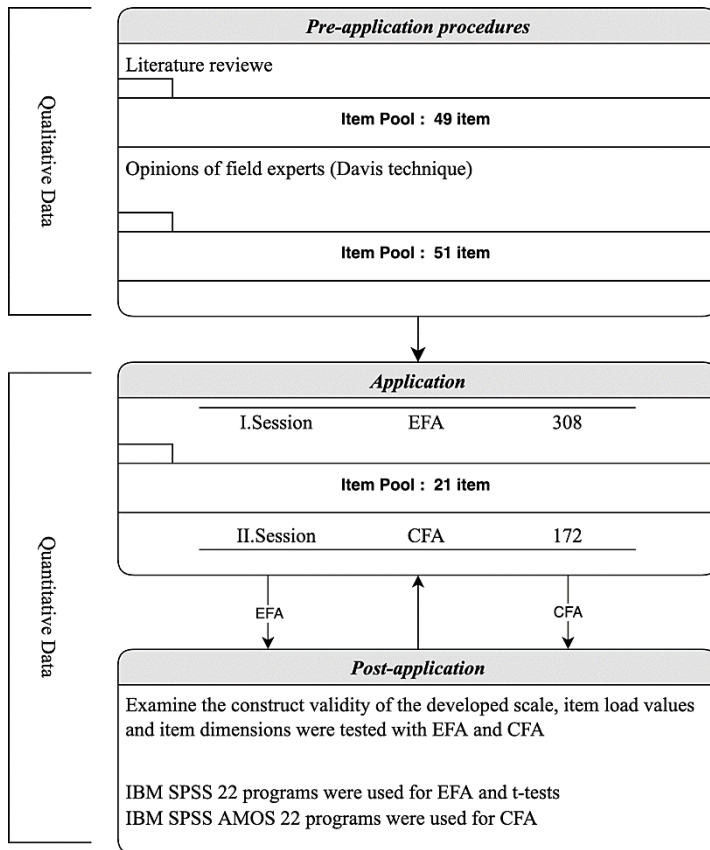 Qualitative Data
Pre-application procedures
Literature reviewe
Item Pool : 49 item
Opinions of field experts (Davis technique)
Item Pool : 51 item
Quantitative Data
Application
I.Session EFA 308
Item Pool : 21 item
II.Session CFA 172
EFA
CFA
Post-application
Examine the construct validity of the developed scale, item load values
and item dimensions were tested with EFA and CFA
IBM SPSS 22 programs were used for EFA and t-tests
IBM SPSS AMOS 22 programs were used for CFA